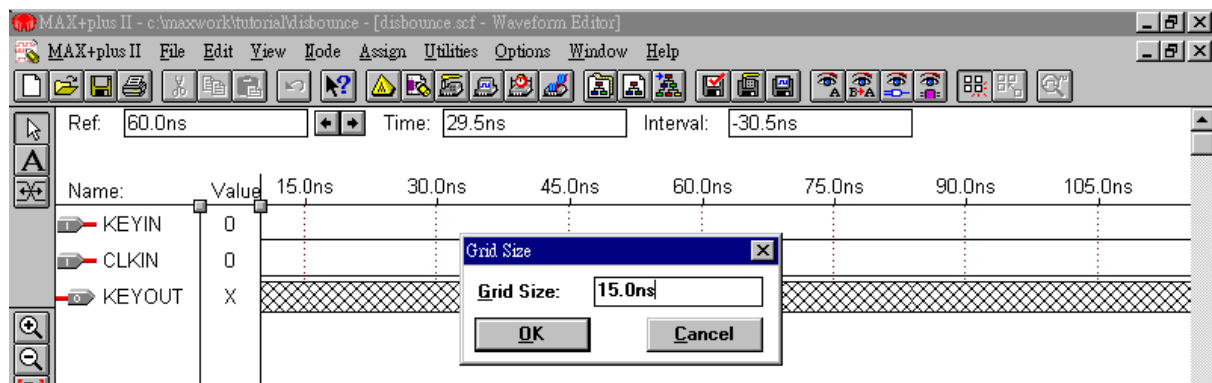 MAX+plus II - c:\maxwork\tutorial\disbounce - [disbounce.scf - Waveform Editor]
MAX+plus II File Edit View Node Assign Utilities Options Window Help
Ref: 60.0ns Time: 29.5ns Interval: -30.5ns
Name: Value 15.0ns 30.0ns 45.0ns 60.0ns 75.0ns 90.0ns 105.0ns
KEYIN 0
CLKIN 0
KEYOUT X
Grid Size
Grid Size: 15.0ns
OK Cancel